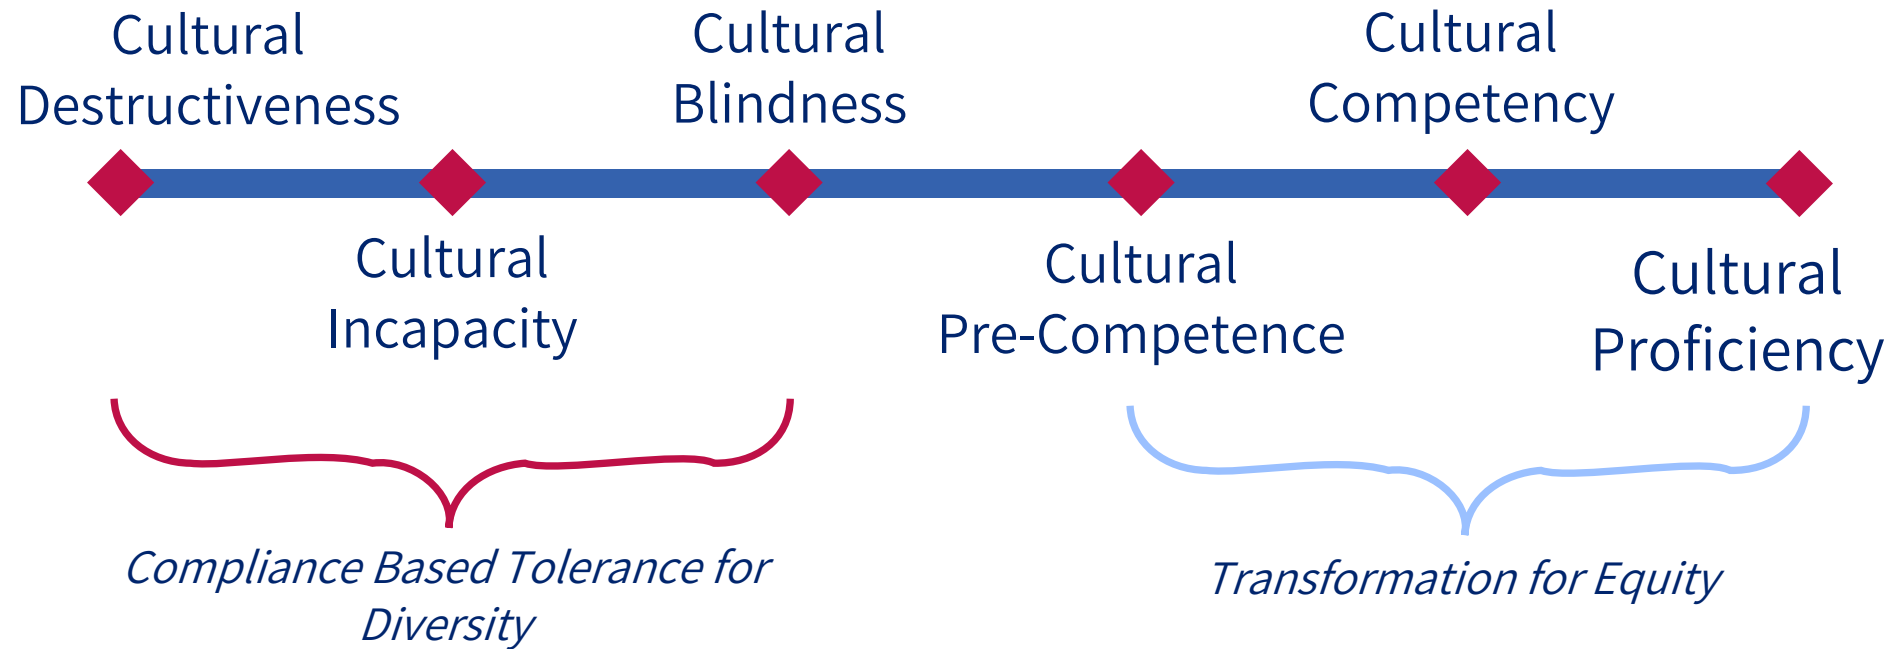 Cultural
Destructiveness
Cultural
Incapacity
Cultural
Blindness
Cultural
Pre-Competence
Cultural
Competency
Cultural
Proficiency
Compliance Based Tolerance for
Diversity
Transformation for Equity